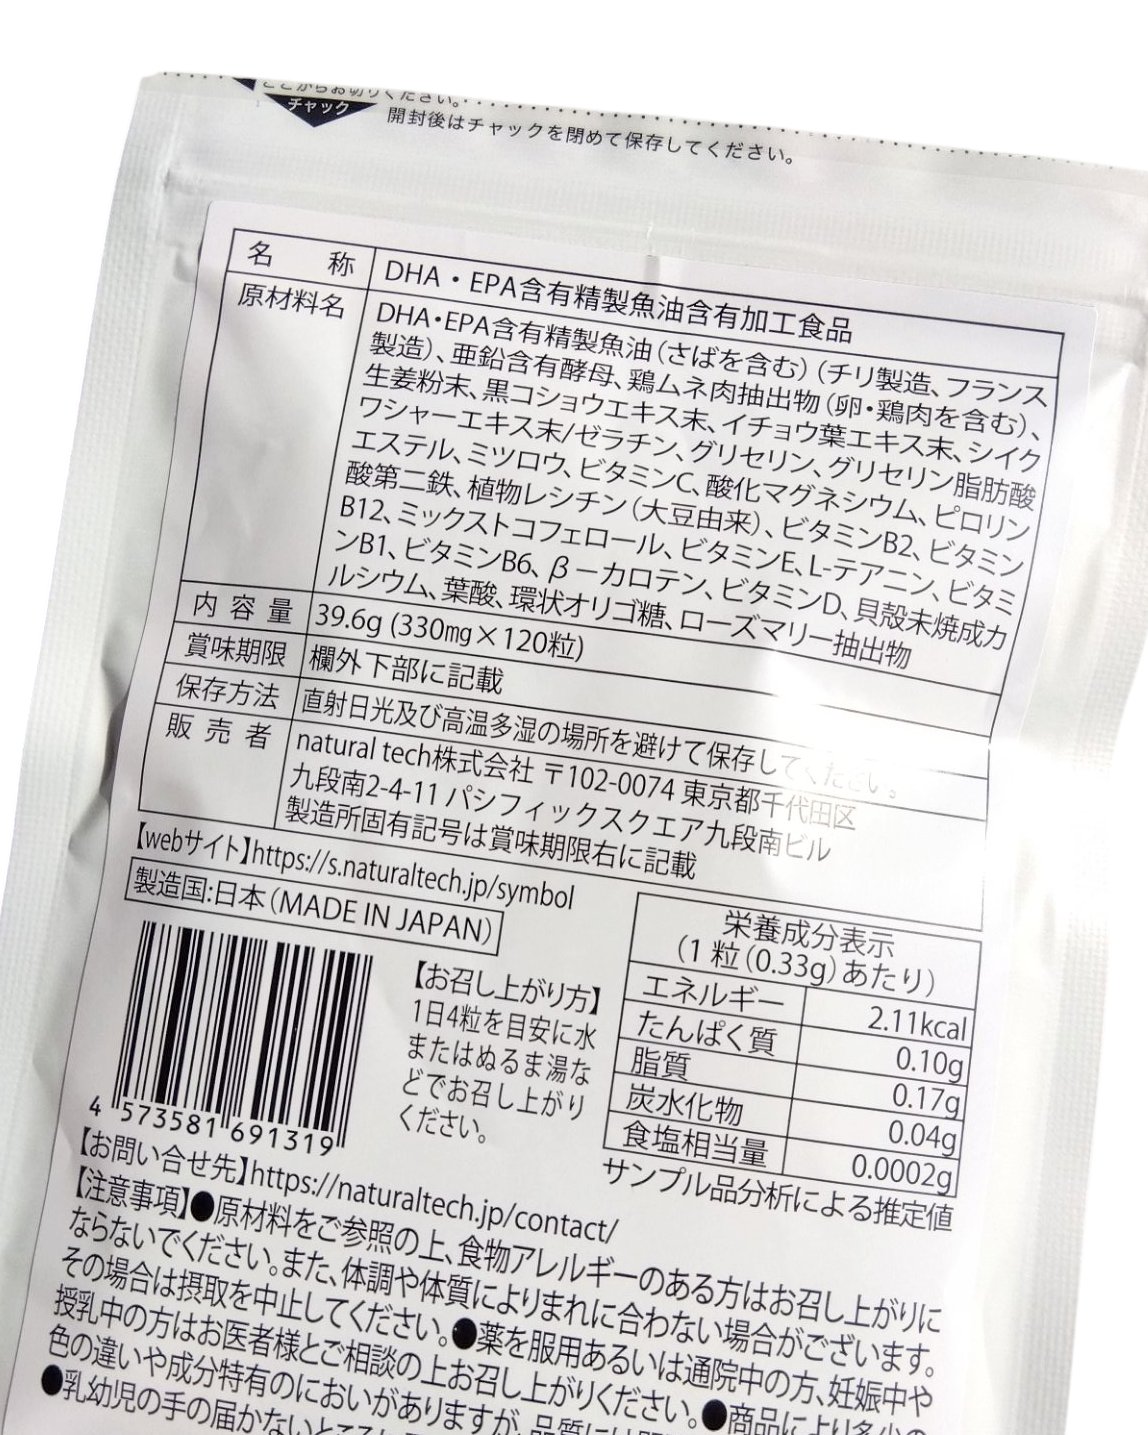 ここからお切りください。
チャック
開封後はチャックを閉めて保存してください。
名 称 DHA・EPA含有精製魚油含有加工食品
原材料名 DHA・EPA含有精製魚油(さばを含む)(チリ製造、フランス
製造)、亜鉛含有酵母、鶏ムネ肉抽出物(卵・鶏肉を含む)、
生姜粉末、黒コショウエキス末、イチョウ葉エキス末、シイク
ワシャーエキス末/ゼラチン、グリセリン、グリセリン脂肪酸
エステル、ミツロウ、ビタミンC、酸化マグネシウム、ピロリン
酸第二鉄、植物レシチン(大豆由来)、ビタミンB2、ビタミン
B12、ミックストコフェロール、ビタミンE、L-テアニン、ビタミ
ンB1、ビタミンB6、β－カロテン、ビタミンD、貝殻未焼成カ
ルシウム、葉酸、環状オリゴ糖、ローズマリー抽出物
内容量 39.6g (330mg×120粒)
賞味期限 欄外下部に記載
保存方法 直射日光及び高温多湿の場所を避けて保存してください。
販売者 natural tech株式会社 〒102-0074 東京都千代田区
九段南2-4-11 パシフィックスクエア九段南ビル
製造所固有記号は賞味期限右に記載
【webサイト】https://s.naturaltech.jp/symbol
製造国:日本(MADE IN JAPAN)
4 573581 691319
【お召し上がり方】
1日4粒を目安に水
またはぬるま湯な
どでお召し上がり
ください。
栄養成分表示
(1 粒(0.33g)あたり)
エネルギー 2.11kcal
たんぱく質 0.10g
脂質 0.17g
炭水化物 0.04g
食塩相当量 0.0002g
サンプル品分析による推定値
【お問い合せ先】https://naturaltech.jp/contact/
【注意事項】●原材料をご参照の上、食物アレルギーのある方はお召し上がりに
ならないでください。また、体調や体質によりまれに合わない場合がございます。
その場合は摂取を中止してください。●薬を服用あるいは通院中の方、妊娠中や
授乳中の方はお医者様とご相談の上お召し上がりください。●商品により多少の
色の違いや成分特有のにおいがありますが、品質には
●乳幼児の手の届かないところ